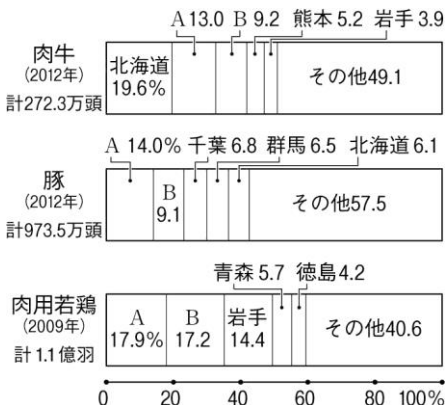 A 13.0 B 9.2 熊本 5.2 岩手 3.9
肉牛
(2012年)
計272.3万頭
北海道
19.6%
その他49.1
A 14.0% 千葉 6.8 群馬 6.5 北海道 6.1
豚
(2012年)
計973.5万頭
B
9.1
その他57.5
青森 5.7 徳島 4.2
肉用若鶏
(2009年)
計 1.1 億羽
A
17.9%
B
17.2
岩手
14.4
その他40.6
0 20 40 60 80 100%